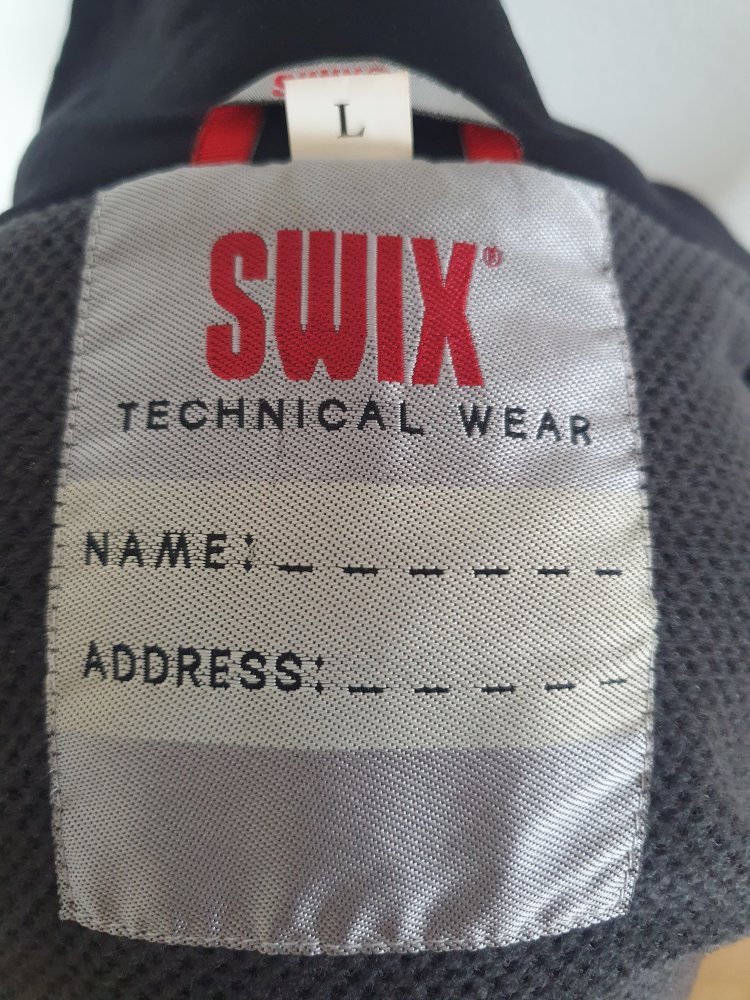 L
SWIX®
TECHNICAL WEAR
NAME: _ _ _ _ _ _
ADDRESS: _ _ _ _ _